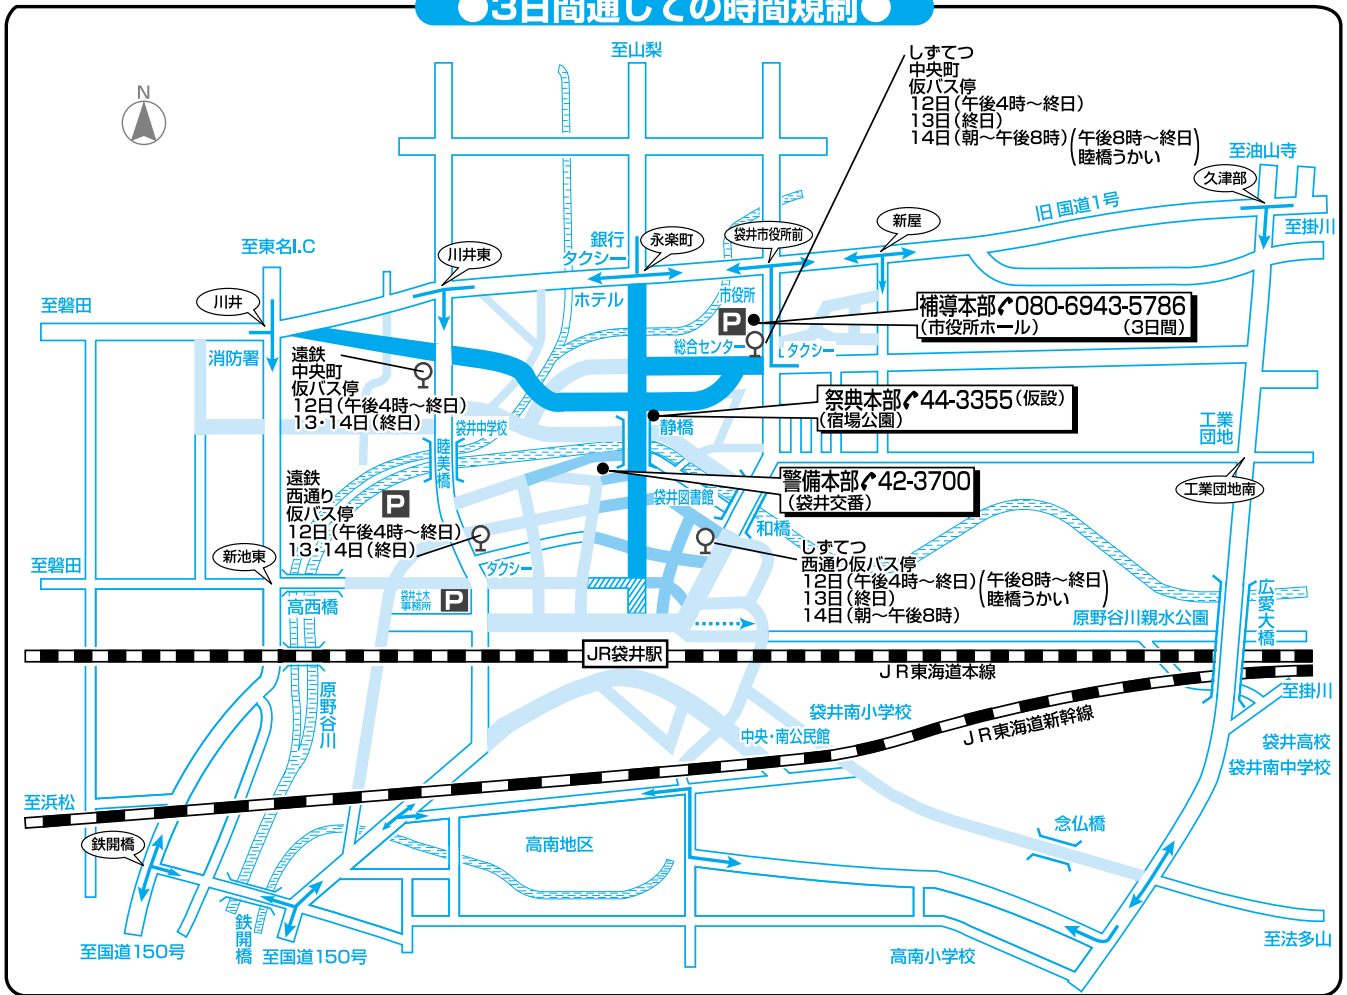 ●3日間通しての時間規制●
至山梨
しずてつ
中央町
仮バス停
12日(午後4時～終日)
13日(終日)
14日(朝～午後8時)(午後8時～終日
睦橋うかい)
N
至油山寺
久津部
旧国道1号
至掛川
新屋
袋井市役所前
永楽町
銀行
タクシー
川井東
至東名I.C
川井
至磐田
ホテル
市役所
P
補導本部 080-6943-5786
(市役所ホール) (3日間)
総合センター
タクシー
消防署
遠鉄
中央町
仮バス停
12日(午後4時～終日)
13・14日(終日)
祭典本部 44-3355(仮設)
(宿場公園)
静橋
袋井中学校
睦美橋
工業
団地
工業団地南
遠鉄
西通り
仮バス停
12日(午後4時～終日)
13・14日(終日)
P
警備本部 42-3700
(袋井交番)
袋井図書館
和橋
しずてつ
西通り仮バス停
12日(午後4時～終日)(午後8時～終日
13日(終日) 睦橋うかい)
14日(朝～午後8時)
新池東
至磐田
タクシー
高西橋
袋井土木
事務所
P
原野谷川親水公園
広愛大橋
JR袋井駅
JR東海道本線
原野谷川
至掛川
袋井南小学校
JR東海道新幹線
中央・南公民館
袋井高校
袋井南中学校
至浜松
鉄開橋
高南地区
念仏橋
鉄開橋
至国道150号
至国道150号
高南小学校
至法多山